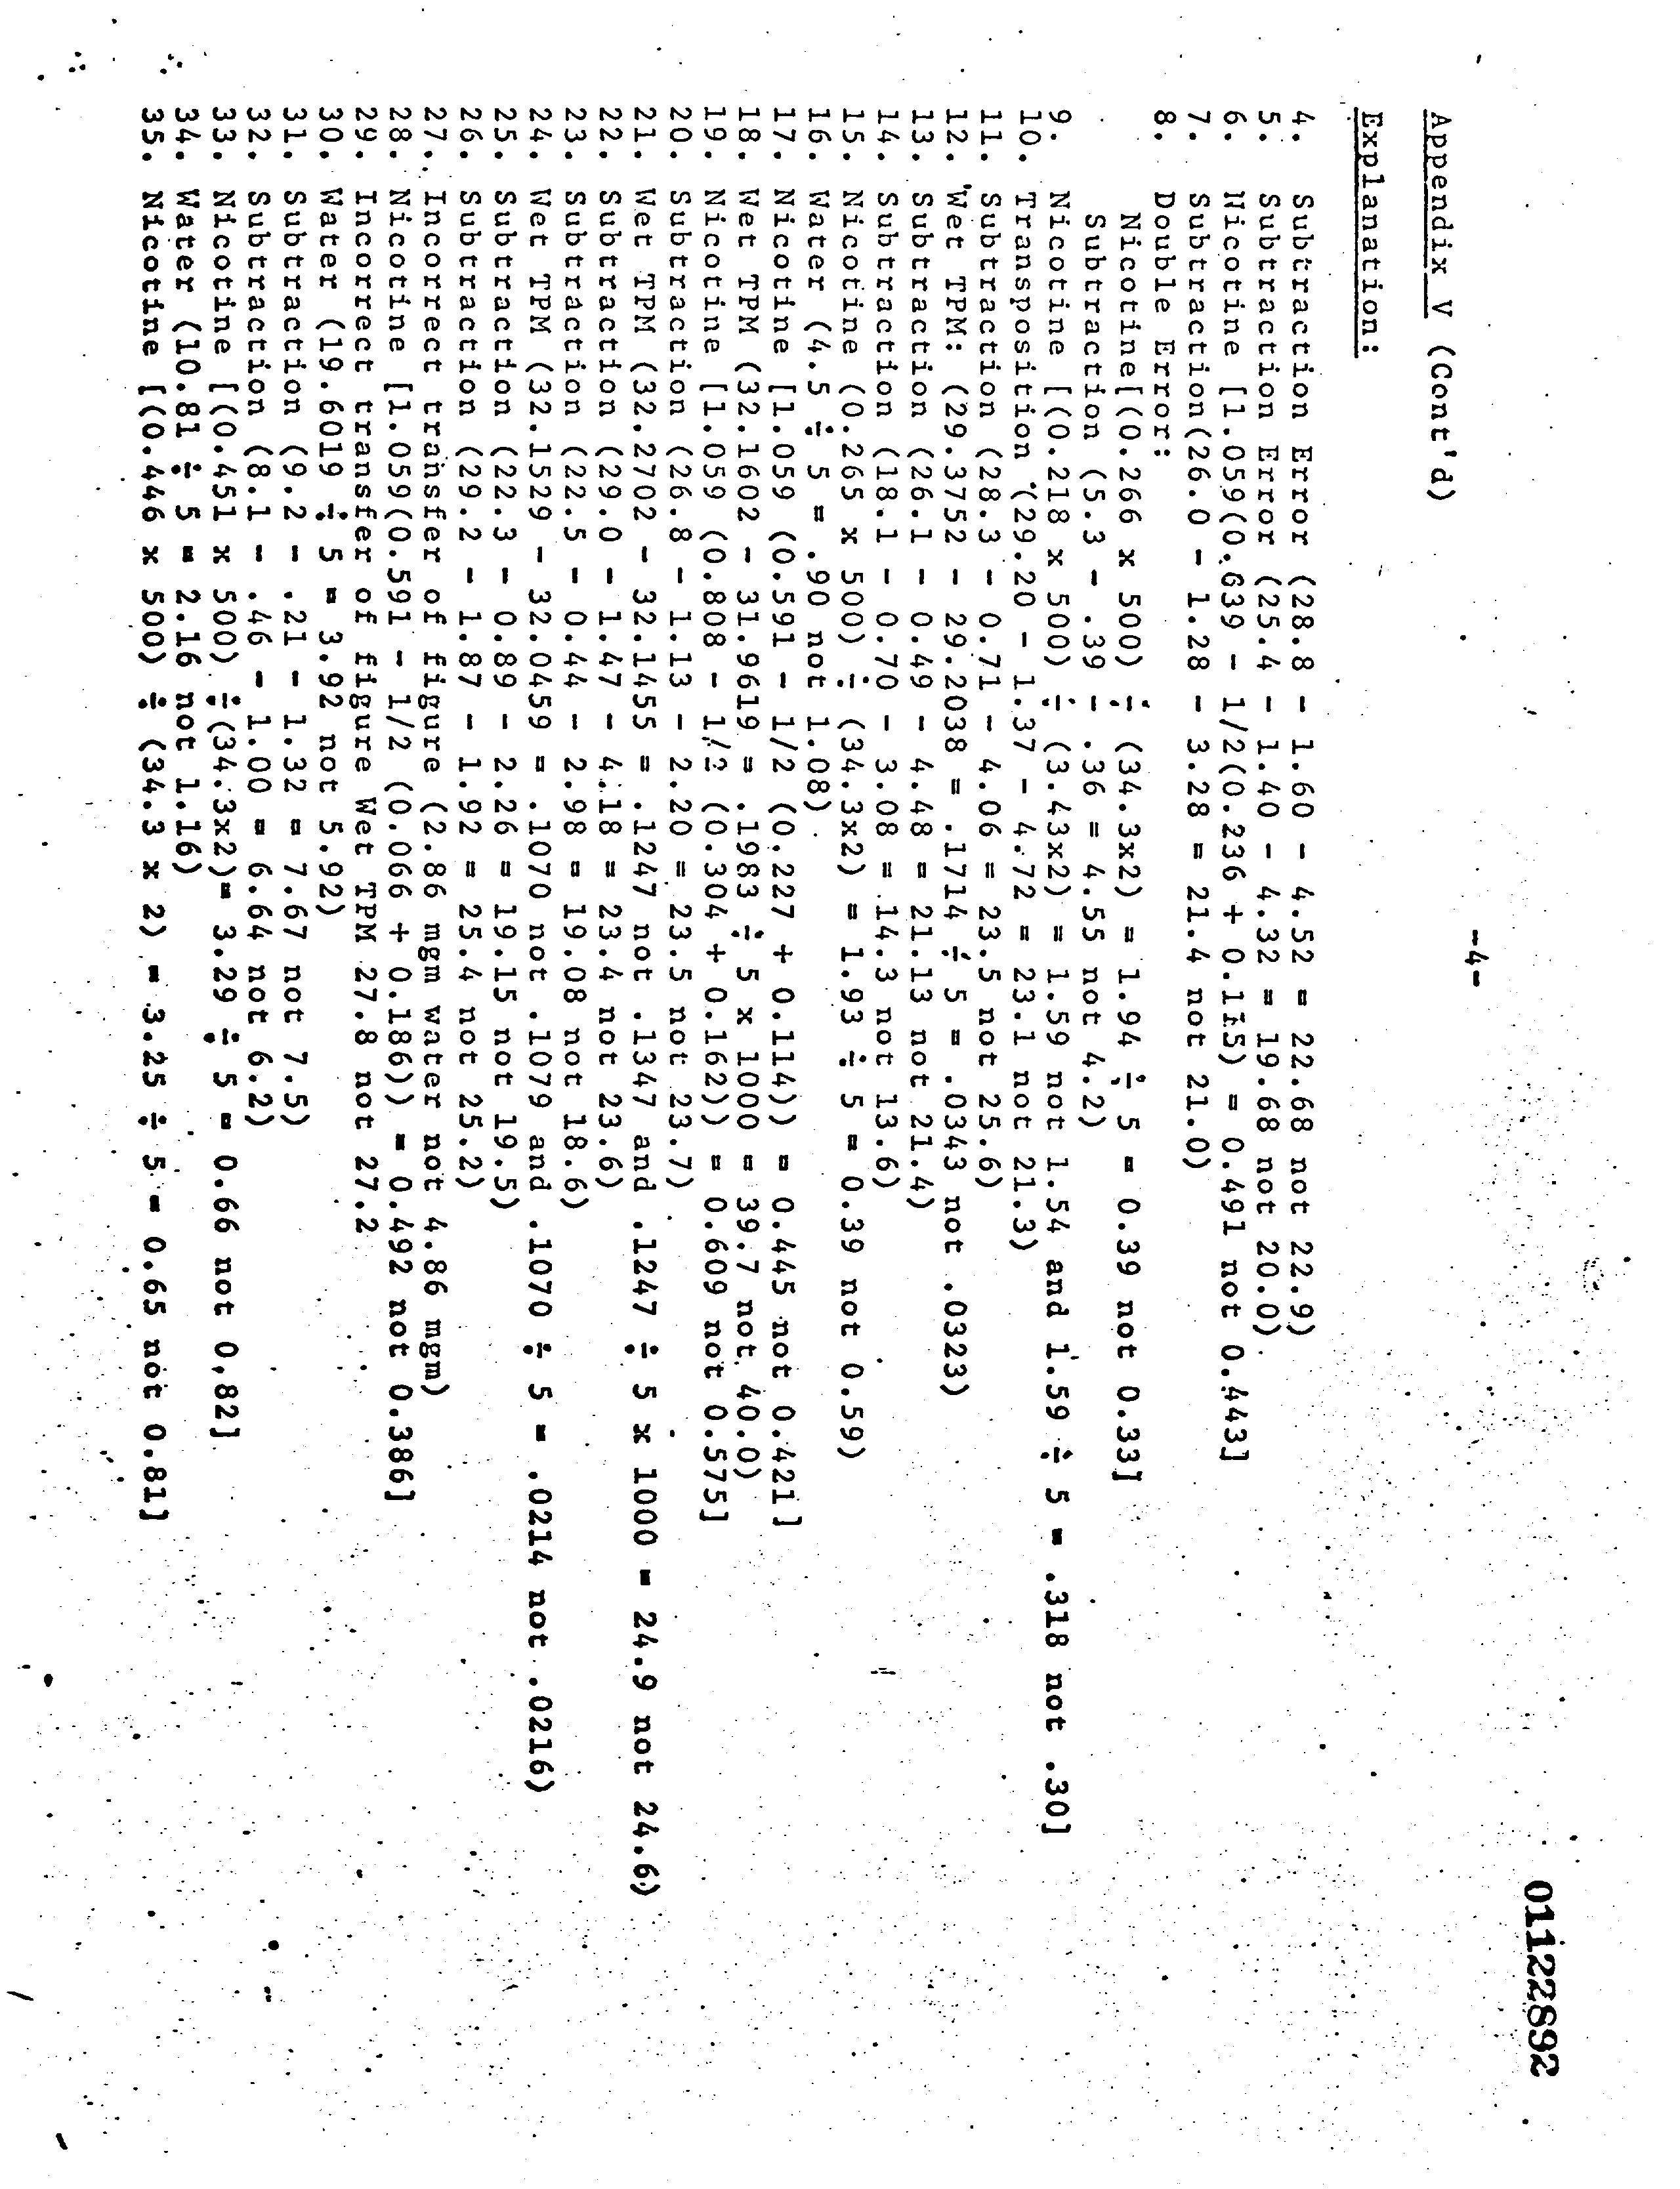 -4-
01122892
Appendix V (Cont'd)
Explanation:
4. Subtraction Error (28.8 - 1.60 - 4.52 = 22.68 not 22.9)
5. Subtraction Error (25.4 - 1.40 - 4.32 = 19.68 not 20.0)
6. Nicotine [1.059(0.639 - 1/2(0.236 + 0.115) = 0.491 not 0.443]
7. Subtraction(26.0 - 1.28 - 3.28 = 21.4 not 21.0)
8. Double Error:
Nicotine[(0.266 x 500) ÷ (34.3x2) = 1.94 ÷ 5 = 0.39 not 0.33]
Subtraction (5.3 - .39 - .36 = 4.55 not 4.2)
9. Nicotine [(0.218 x 500) ÷ (3.43x2) = 1.59 not 1.54 and 1.59 ÷ 5 = .318 not .30]
10. Transposition (29.20 - 1.37 - 4.72 = 23.1 not 21.3)
11. Subtraction (28.3 - 0.71 - 4.06 = 23.5 not 25.6)
12. Wet TPM: (29.3752 - 29.2038 = .1714 ÷ 5 = .0343 not .0323)
13. Subtraction (26.1 - 0.49 - 4.48 = 21.13 not 21.4)
14. Subtraction (18.1 - 0.70 - 3.08 = 14.3 not 13.6)
15. Nicotine (0.265 x 500) ÷ (34.3x2) = 1.93 ÷ 5 = 0.39 not 0.59)
16. Water (4.5 ÷ 5 = .90 not 1.08)
17. Nicotine [1.059 (0.591 - 1/2 (0.227 + 0.114)) = 0.445 not 0.421]
18. Wet TPM (32.1602 - 31.9619 = .1983 ÷ 5 x 1000 = 39.7 not 40.0)
19. Nicotine [1.059 (0.808 - 1/2 (0.304 + 0.162)) = 0.609 not 0.575]
20. Subtraction (26.8 - 1.13 - 2.20 = 23.5 not 23.7)
21. Wet TPM (32.2702 - 32.1455 = .1247 not .1347 and .1247 ÷ 5 x 1000 = 24.9 not 24.6)
22. Subtraction (29.0 - 1.47 - 4.18 = 23.4 not 23.6)
23. Subtraction (22.5 - 0.44 - 2.98 = 19.08 not 18.6)
24. Wet TPM (32.1529 - 32.0459 = .1070 not .1079 and .1070 ÷ 5 = .0214 not .0216)
25. Subtraction (22.3 - 0.89 - 2.26 = 19.15 not 19.5)
26. Subtraction (29.2 - 1.87 - 1.92 = 25.4 not 25.2)
27. Incorrect transfer of figure (2.86 mgm water not 4.86 mgm)
28. Nicotine [1.059(0.591 - 1/2 (0.066 + 0.186)) = 0.492 not 0.386]
29. Incorrect transfer of figure Wet TPM 27.8 not 27.2
30. Water (19.6019 ÷ 5 = 3.92 not 5.92)
31. Subtraction (9.2 - .21 - 1.32 = 7.67 not 7.5)
32. Subtraction (8.1 - .46 - 1.00 = 6.64 not 6.2)
33. Nicotine [(0.451 x 500) ÷ (34.3x2)= 3.29 ÷ 5 = 0.66 not 0,82]
34. Water (10.81 ÷ 5 = 2.16 not 1.16)
35. Nicotine [(0.446 x 500) ÷ (34.3 x 2) = 3.25 ÷ 5 = 0.65 not 0.81]